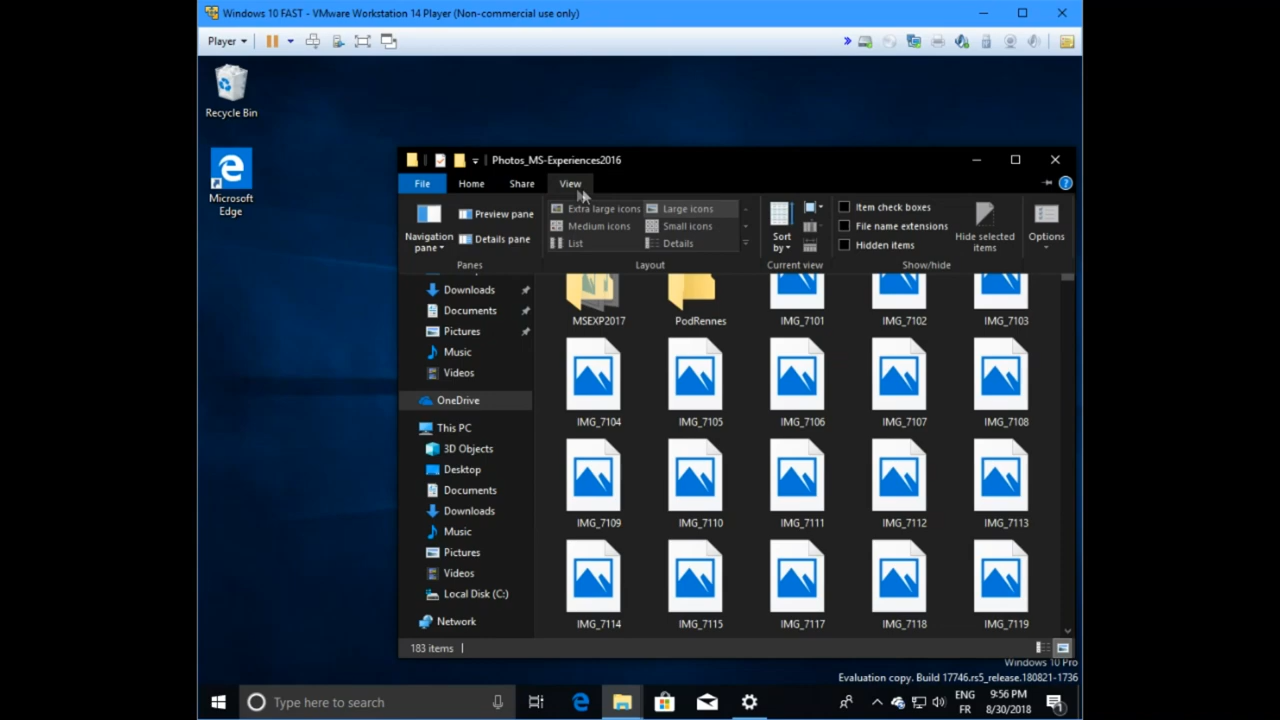 Windows 10 FAST - VMware Workstation 14 Player (Non-commercial use only)
Player
Recycle Bin
Microsoft
Edge
Photos_MS-Experiences2016
File Home Share View
Navigation
pane
Preview pane
Details pane
Panes
Extra large icons Large icons
Medium icons Small icons
List Details
Layout
Sort
by
Current view
Item check boxes
File name extensions
Hidden items
Hide selected
items
Show/hide
Options
Downloads
Documents
Pictures
Music
Videos
OneDrive
This PC
3D Objects
Desktop
Documents
Downloads
Music
Pictures
Videos
Local Disk (C:)
Network
MSEXP2017 PodRennes IMG_7101 IMG_7102 IMG_7103
IMG_7104 IMG_7105 IMG_7106 IMG_7107 IMG_7108
IMG_7109 IMG_7110 IMG_7111 IMG_7112 IMG_7113
IMG_7114 IMG_7115 IMG_7117 IMG_7118 IMG_7119
183 items
Windows 10 Pro
Evaluation copy. Build 17746.rs5_release.180821-1736
Type here to search
ENG
FR
9:56 PM
8/30/2018
1